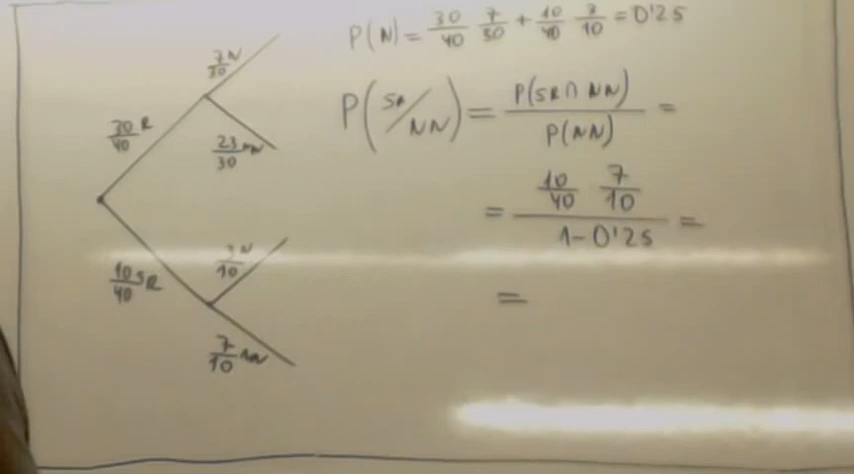 P(N) = 30/40 7/30 + 10/40 3/10 = 0'25
P(SR/NN) = P(SR∩NN)/P(NN) =
= 10/40 7/10 / 1-0'25 =
=
7/30 N
30/40 R
23/30 NN
3/10 N
10/40 SR
7/10 NN